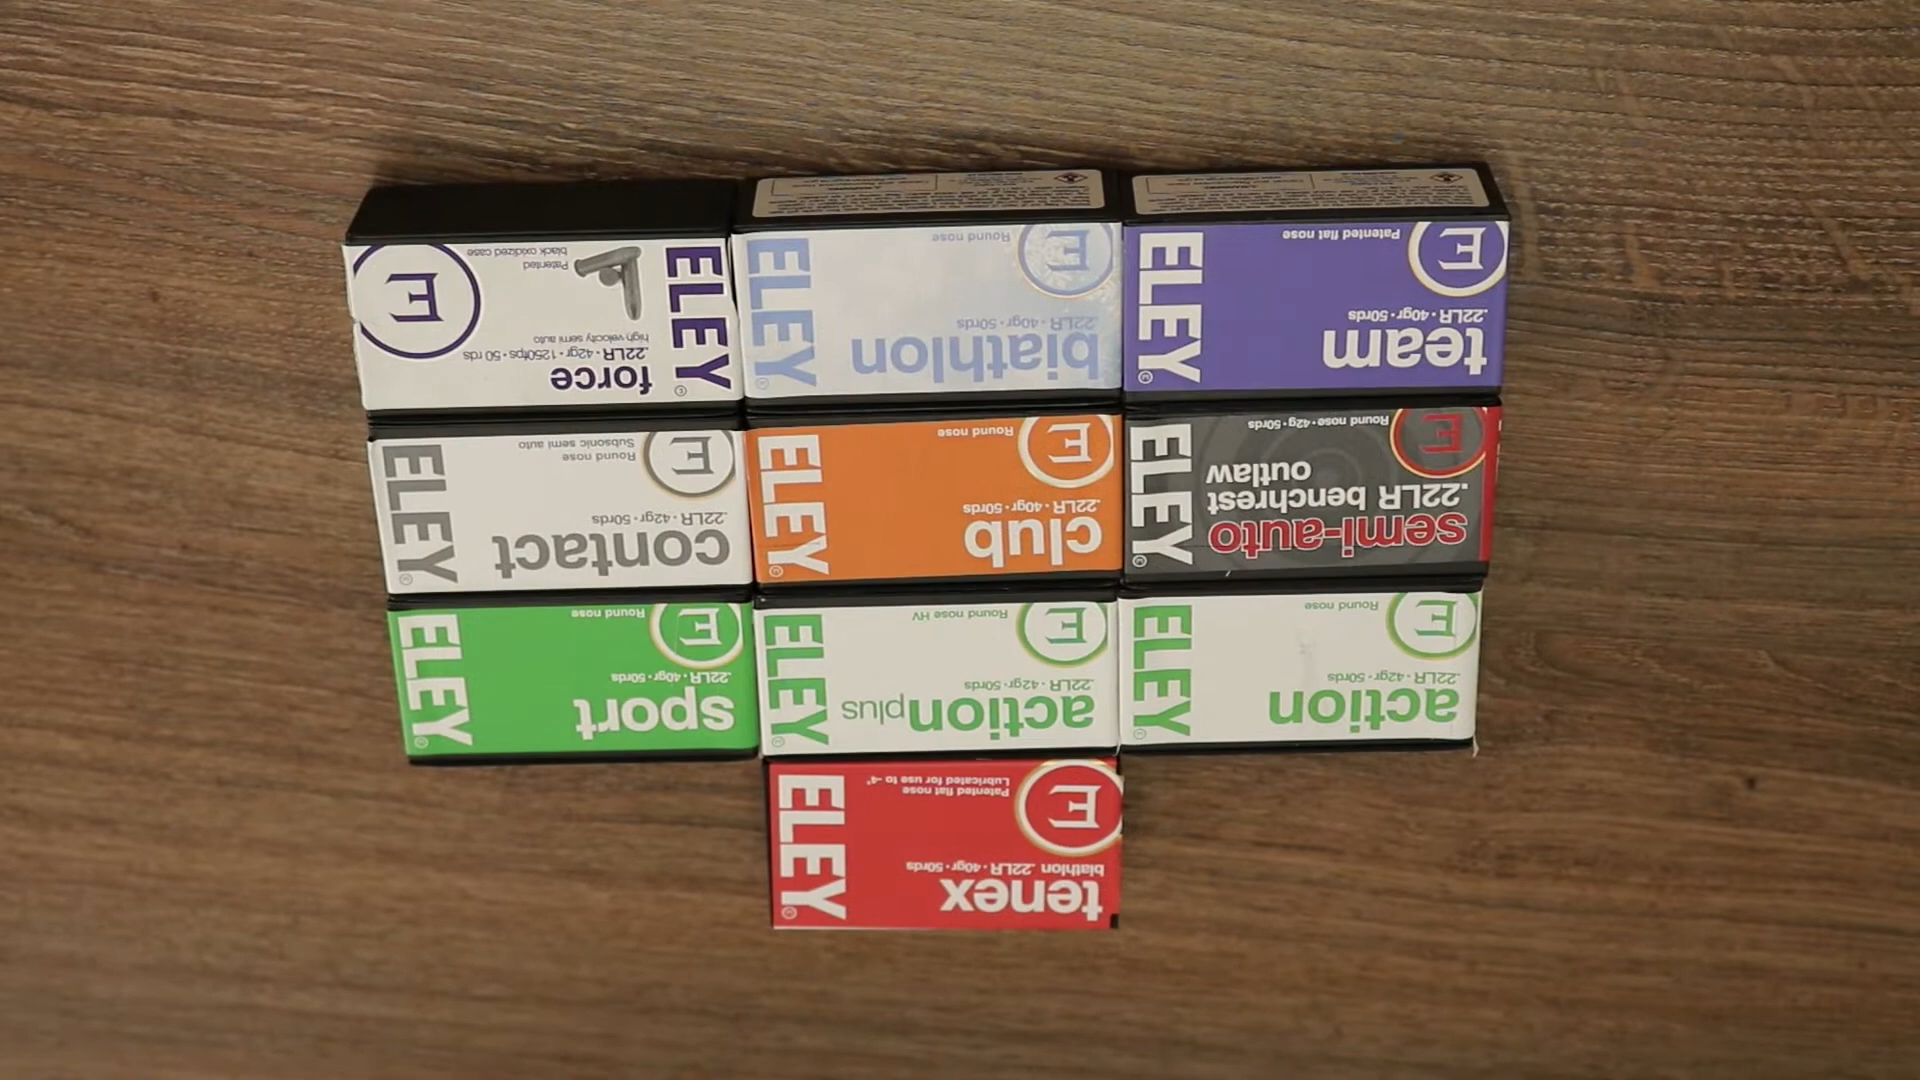 tenex
biathlon .22LR • 40gr • 50rds
Patented flat nose
Lubricated for use to -4°
E
ELEY
action
.22LR • 42gr • 50rds
Round nose
E
ELEY
actionplus
.22LR • 42gr • 50rds
Round nose HV
E
ELEY
sport
.22LR • 40gr • 50rds
Round nose
E
ELEY
semi-auto
.22LR benchrest
outlaw
Round nose • 42g • 50rds
E
ELEY
club
.22LR • 40gr • 50rds
Round nose
E
ELEY
contact
.22LR • 42gr • 50rds
Round nose
Subsonic semi auto
E
ELEY
team
.22LR • 40gr • 50rds
Patented flat nose
E
ELEY
biathlon
.22LR • 40gr • 50rds
Round nose
E
ELEY
force
.22LR • 42gr • 1250fps • 50 rds
high velocity semi auto
Patented
black oxidized case
ELEY
E